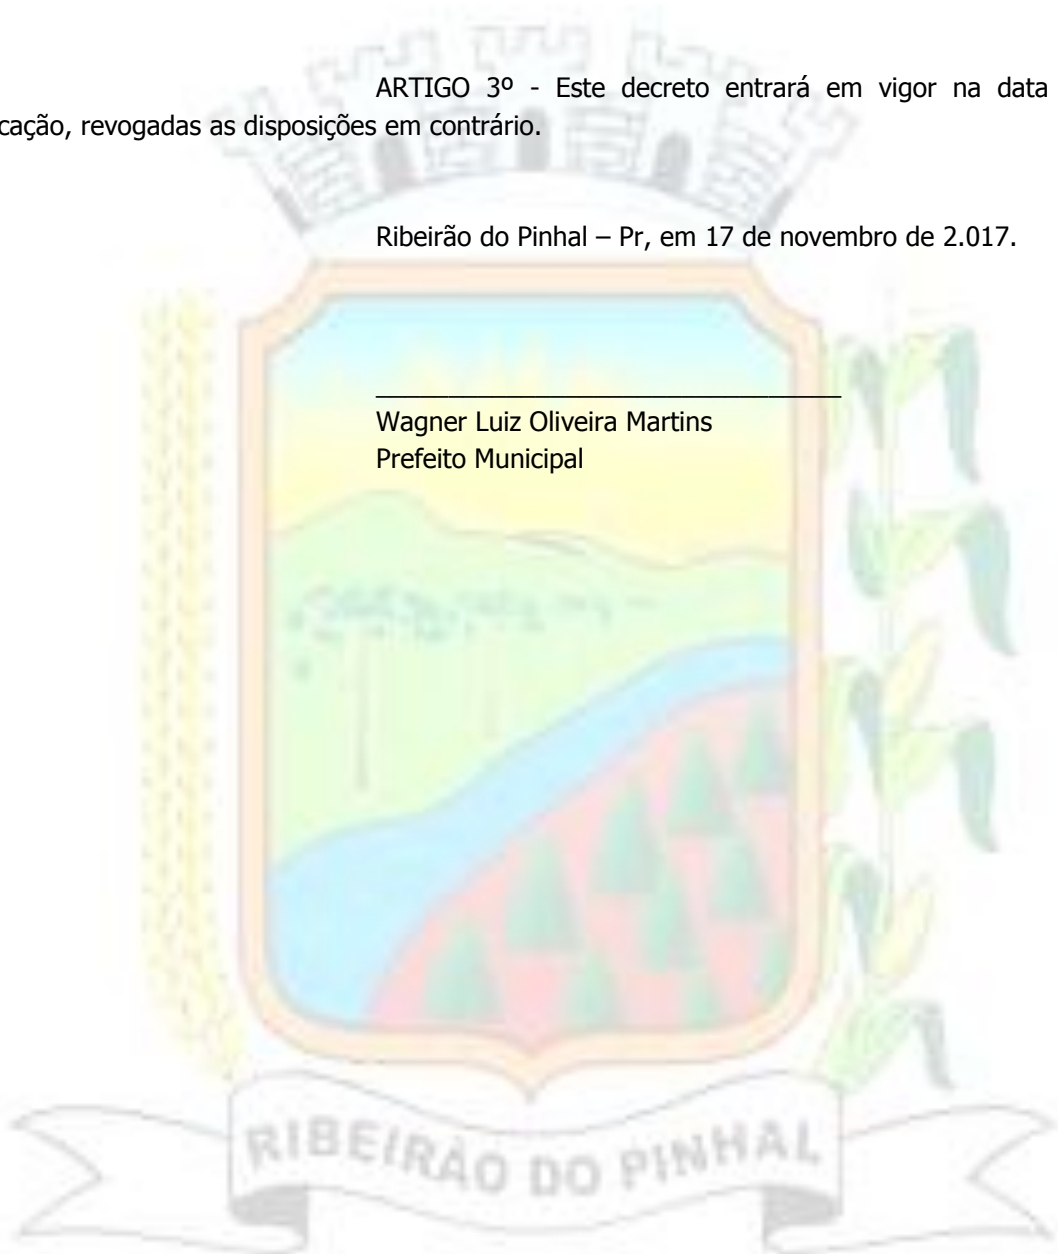 ARTIGO 3º - Este decreto entrará em vigor na data
cação, revogadas as disposições em contrário.
Ribeirão do Pinhal – Pr, em 17 de novembro de 2.017.
Wagner Luiz Oliveira Martins
Prefeito Municipal
RIBEIRÃO DO PINHAL